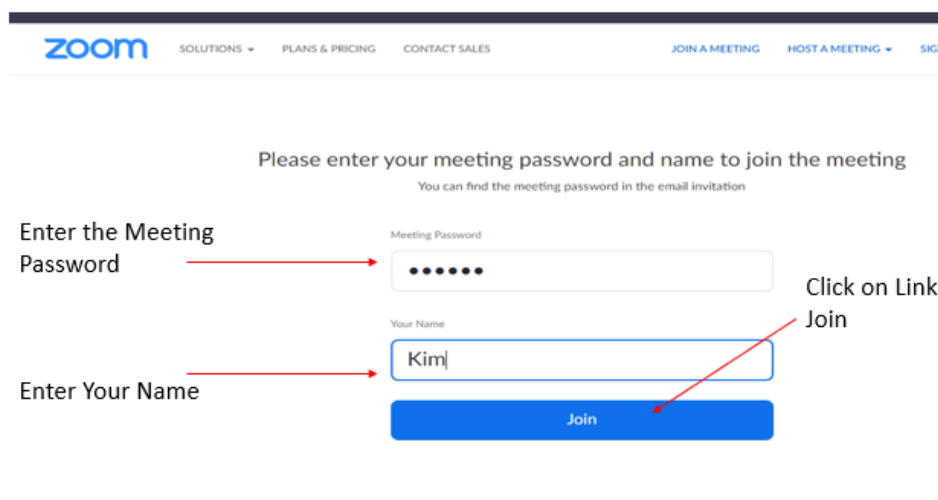 zoom SOLUTIONS PLANS & PRICING CONTACT SALES JOIN A MEETING HOST A MEETING
Please enter your meeting password and name to join the meeting
You can find the meeting password in the email invitation
Enter the Meeting
Password
Meeting Password
••••••
Click on Link
Join
Your Name
Kim
Enter Your Name
Join